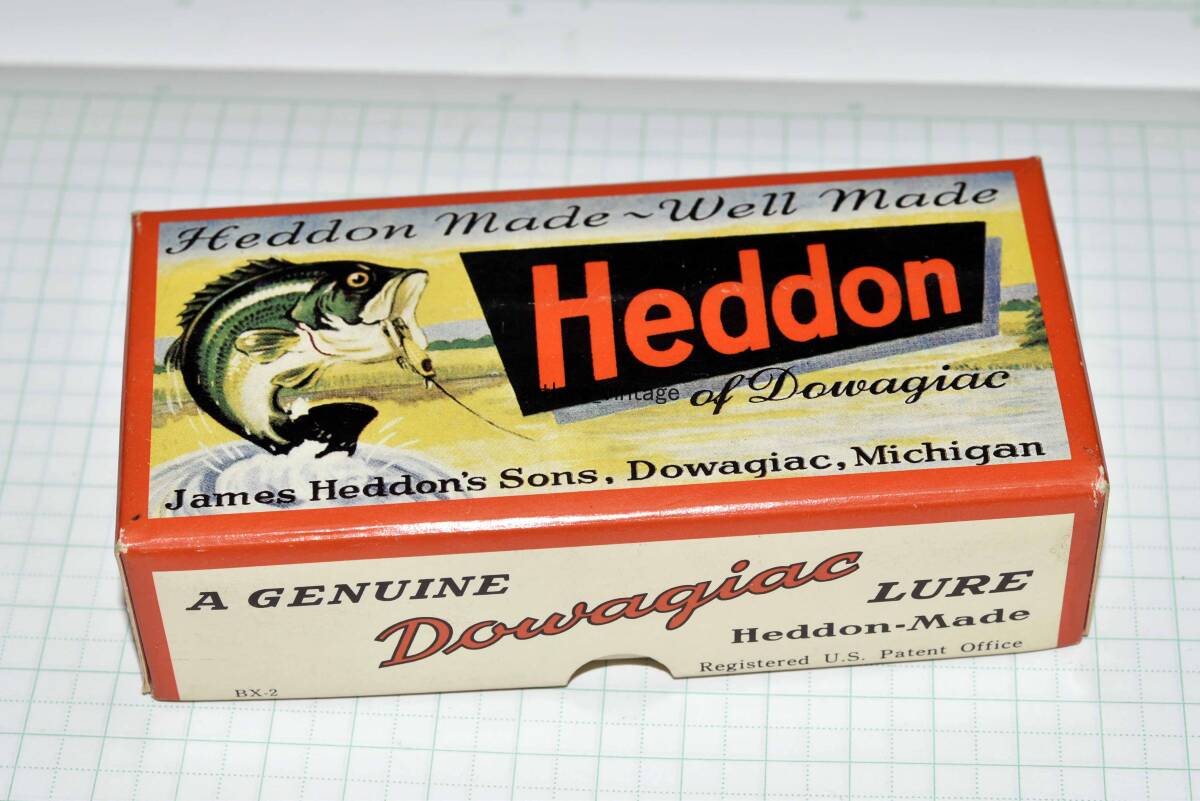 Heddon Made ~ Well Made
Heddon
of Dowagiac
James Heddon's Sons, Dowagiac, Michigan
A GENUINE Dowagiac LURE
Heddon-Made
Registered U.S. Patent Office
BX-2